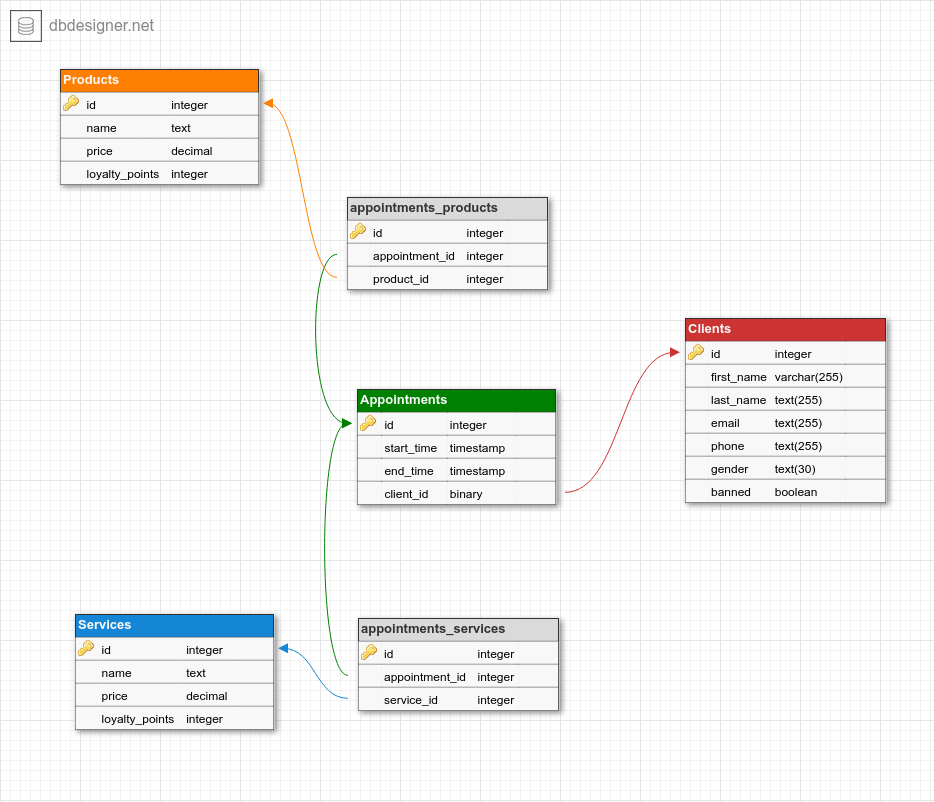 dbdesigner.net
Products
id integer
name text
price decimal
loyalty_points integer
appointments_products
id integer
appointment_id integer
product_id integer
Clients
id integer
first_name varchar(255)
last_name text(255)
email text(255)
phone text(255)
gender text(30)
banned boolean
Appointments
id integer
start_time timestamp
end_time timestamp
client_id binary
Services
id integer
name text
price decimal
loyalty_points integer
appointments_services
id integer
appointment_id integer
service_id integer